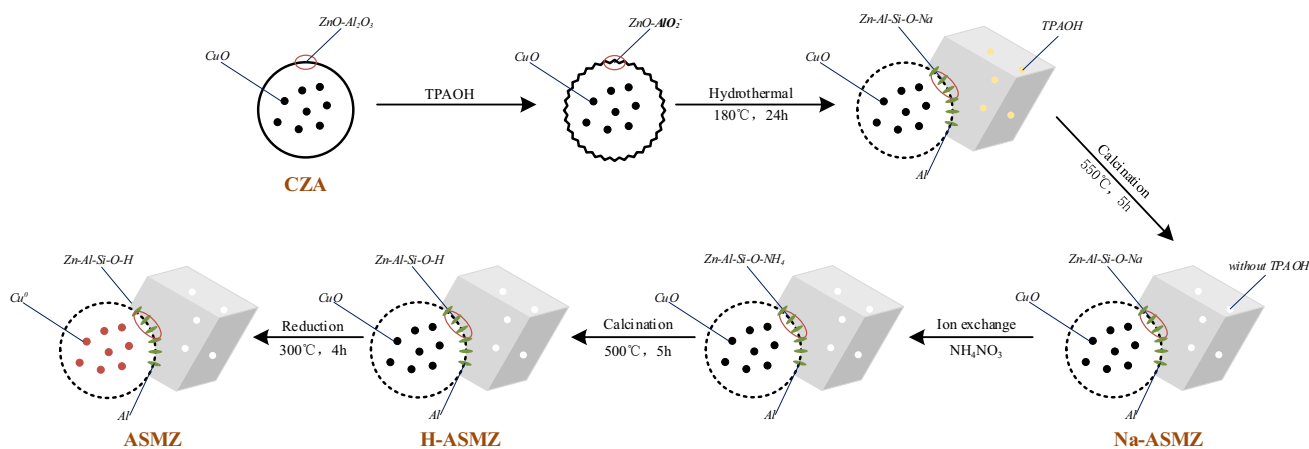 ZnO-Al₂O₃
CuO
CZA
TPAOH
ZnO-AlO₂⁻
CuO
Hydrothermal
180℃，24h
Zn-Al-Si-O-Na
TPAOH
CuO
Al
Calcination
550℃，5h
Zn-Al-Si-O-H
Cu⁰
Al
ASMZ
Reduction
300℃，4h
Zn-Al-Si-O-H
CuO
Al
H-ASMZ
Calcination
500℃，5h
Zn-Al-Si-O-NH₄
CuO
Al
Ion exchange
NH₄NO₃
Zn-Al-Si-O-Na
without TPAOH
CuO
Al
Na-ASMZ